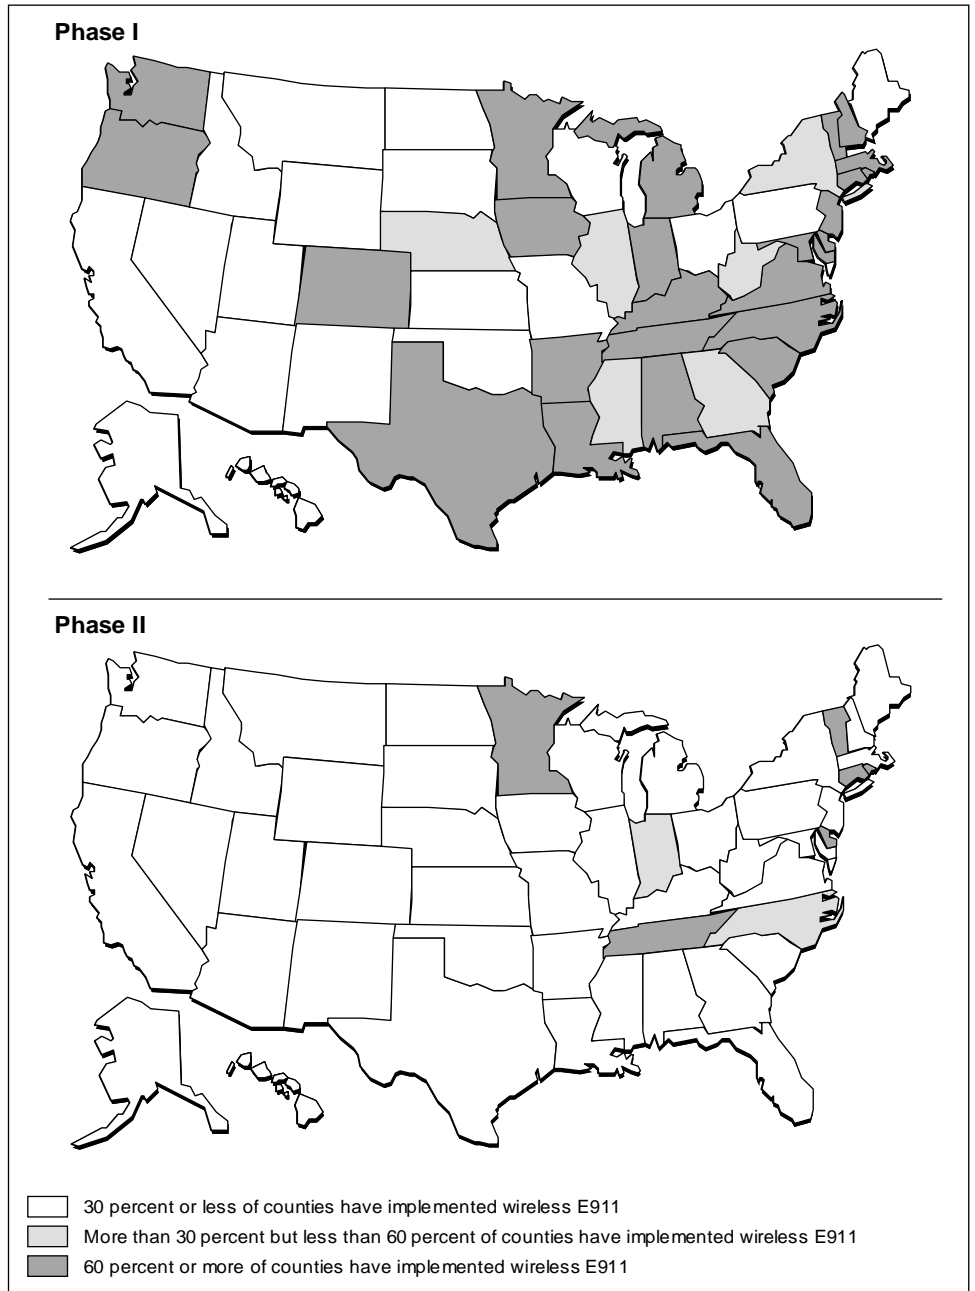 Phase I
Phase II
30 percent or less of counties have implemented wireless E911
More than 30 percent but less than 60 percent of counties have implemented wireless E911
60 percent or more of counties have implemented wireless E911